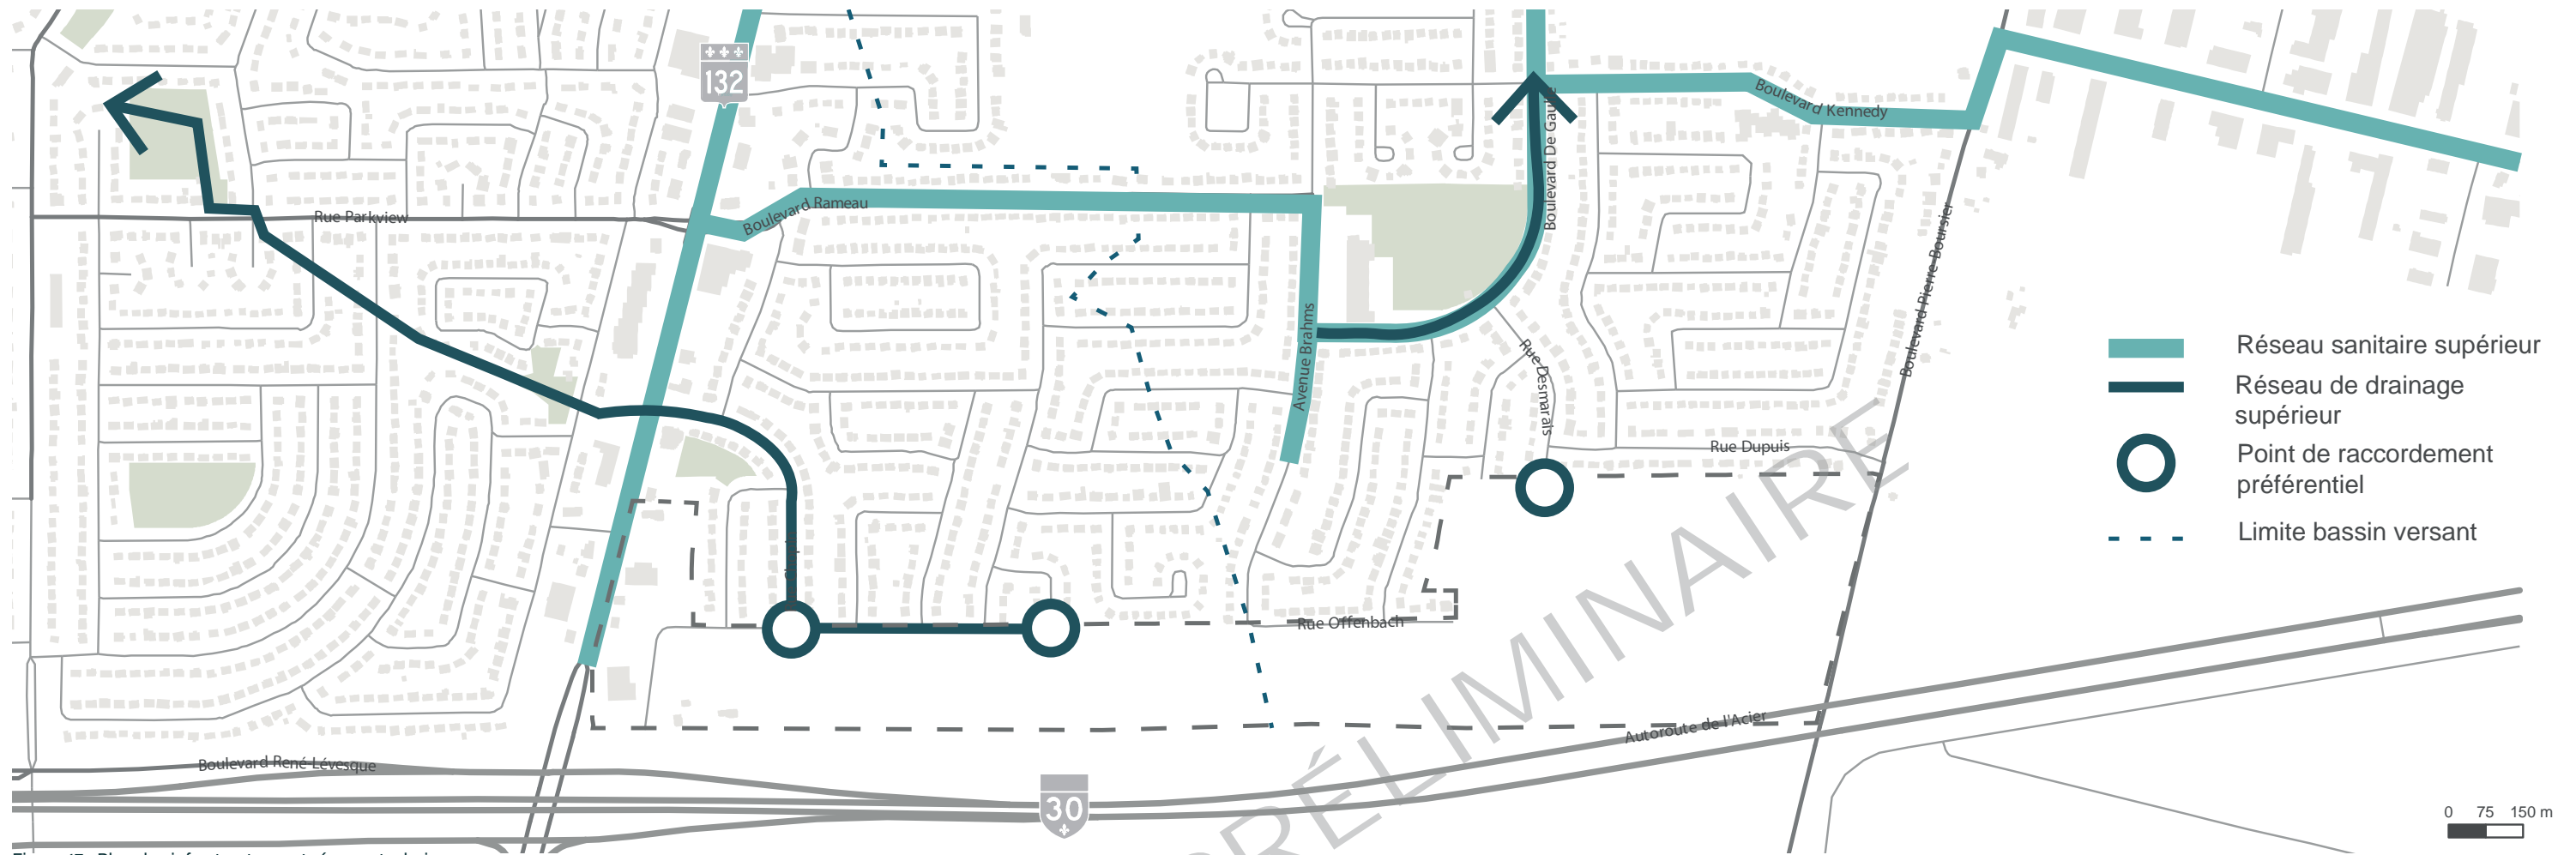 132
Boulevard Kennedy
Boulevard De Gaulle
Rue Parkview
Boulevard Rameau
Boulevard Pierre-Boursier
Avenue Brahms
Rue Desmarais
Rue Dupuis
Réseau sanitaire supérieur
Réseau de drainage
supérieur
Point de raccordement
préférentiel
Limite bassin versant
Rue Offenbach
Autoroute de l'Acier
Boulevard René-Lévesque
30
0 75 150 m